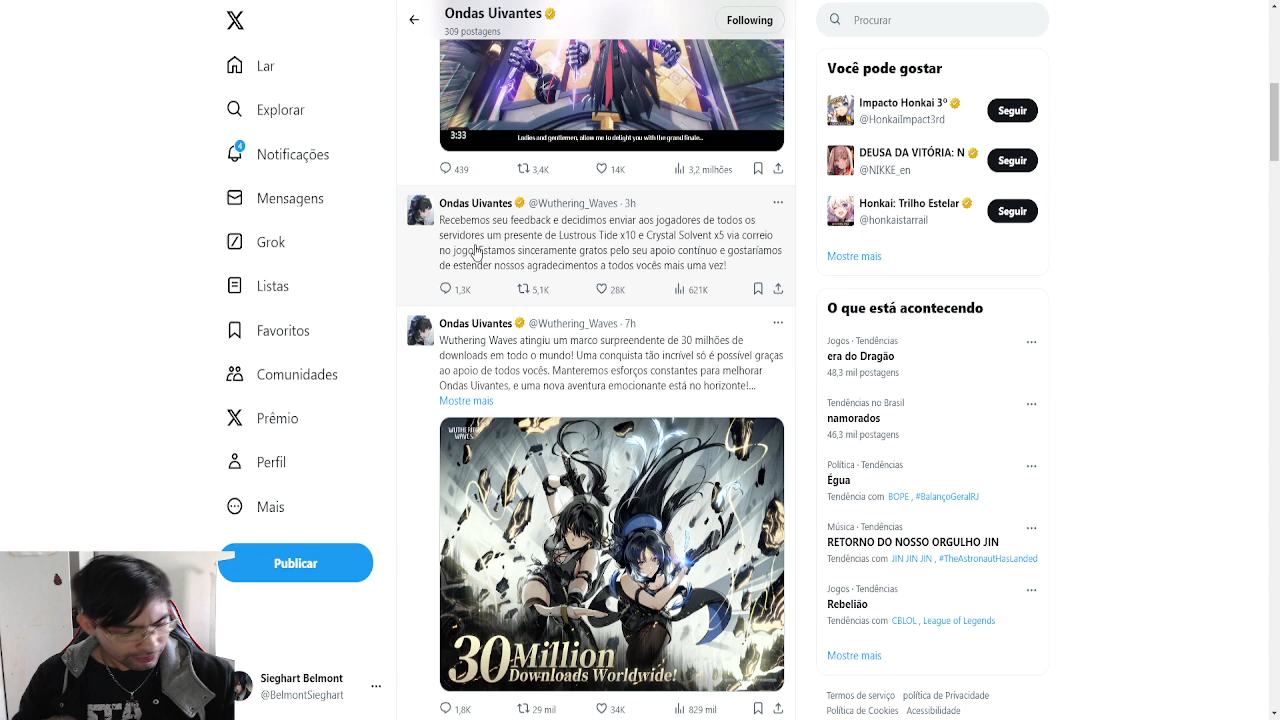 Lar
Explorar
4
Notificações
Mensagens
Grok
Listas
Favoritos
Comunidades
Prêmio
Perfil
Mais
Publicar
Sieghart Belmont
@BelmontSieghart
Ondas Uivantes
309 postagens
Following
3:33
Ladies and gentlemen, allow me to delight you with the grand finale...
439
3,4K
14K
3,2 milhões
Ondas Uivantes @Wuthering_Waves · 3h
Recebemos seu feedback e decidimos enviar aos jogadores de todos os
servidores um presente de Lustrous Tide x10 e Crystal Solvent x5 via correio
no jogo. Estamos sinceramente gratos pelo seu apoio contínuo e gostaríamos
de estender nossos agradecimentos a todos vocês mais uma vez!
1,3K
5,1K
28K
621K
Ondas Uivantes @Wuthering_Waves · 7h
Wuthering Waves atingiu um marco surpreendente de 30 milhões de
downloads em todo o mundo! Uma conquista tão incrível só é possível graças
ao apoio de todos vocês. Manteremos esforços constantes para melhorar
Ondas Uivantes, e uma nova aventura emocionante está no horizonte!...
Mostre mais
WUTHERING
WAVES
30 Million
Downloads Worldwide!
1,8K
29 mil
34K
829 mil
Procurar
Você pode gostar
Impacto Honkai 3º
@HonkaiImpact3rd
Seguir
DEUSA DA VITÓRIA: N
@NIKKE_en
Seguir
Honkai: Trilho Estelar
@honkaistarrail
Seguir
Mostre mais
O que está acontecendo
Jogos · Tendências
era do Dragão
48,3 mil postagens
Tendências no Brasil
namorados
46,3 mil postagens
Política · Tendências
Égua
Tendência com BOPE , #BalançoGeralRJ
Música · Tendências
RETORNO DO NOSSO ORGULHO JIN
Tendências com JIN JIN JIN , #TheAstronautHasLanded
Jogos · Tendências
Rebelião
Tendências com CBLOL , League of Legends
Mostre mais
Termos de serviço política de Privacidade
Política de Cookies Acessibilidade